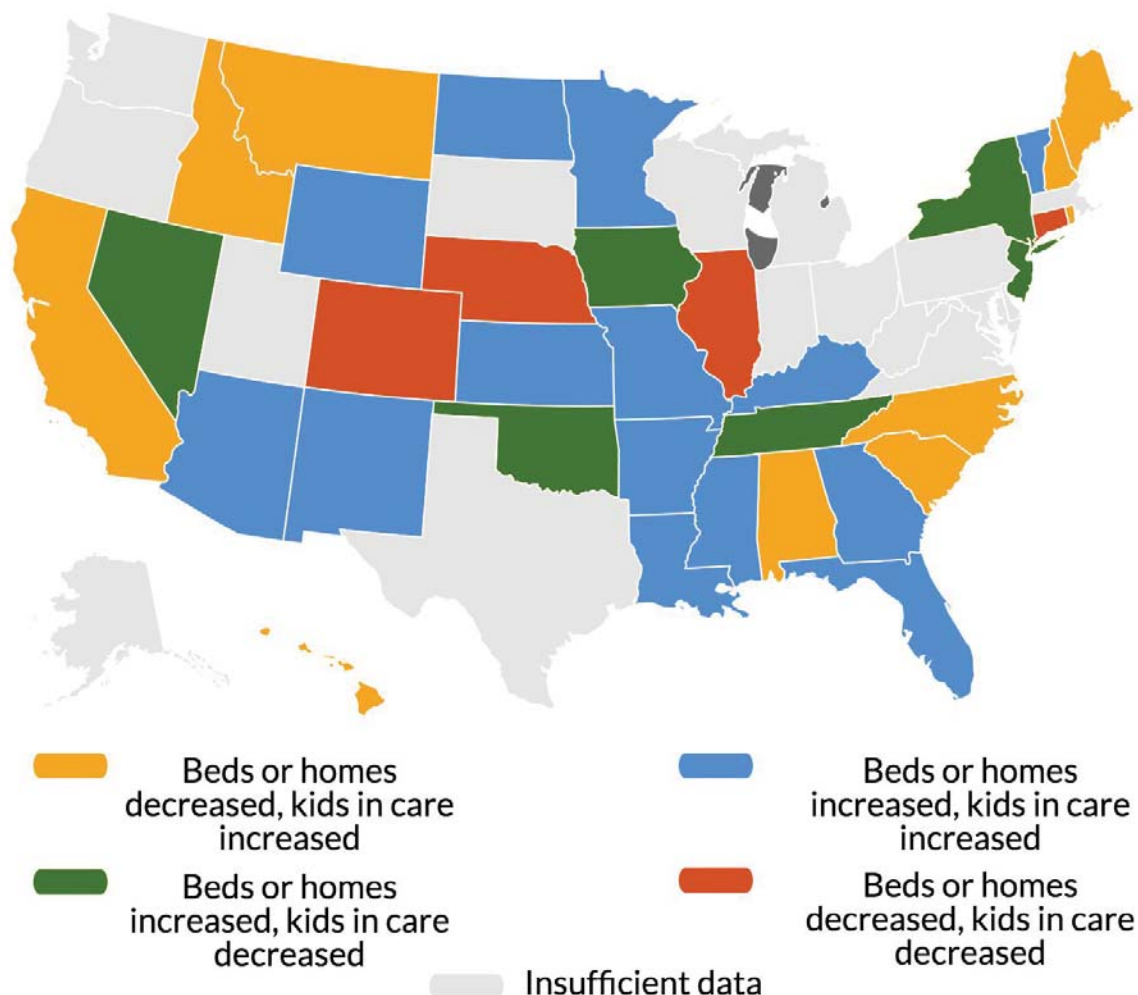 Beds or homes
decreased, kids in care
increased
Beds or homes
increased, kids in care
increased
Beds or homes
increased, kids in care
decreased
Beds or homes
decreased, kids in care
decreased
Insufficient data